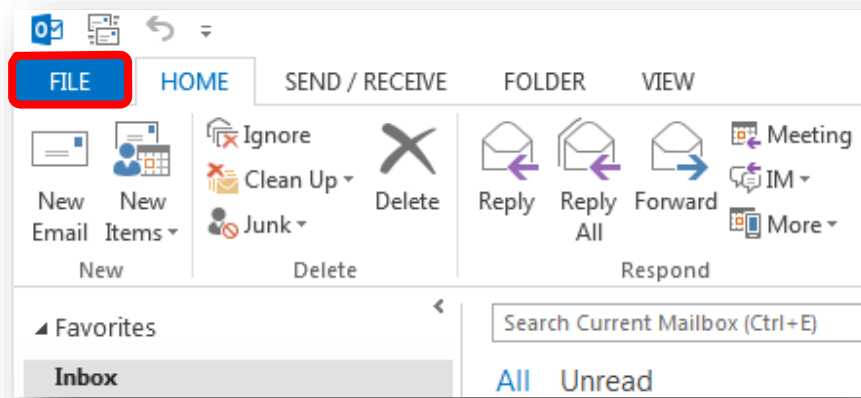 FILE HOME SEND / RECEIVE FOLDER VIEW
New Email
New Items
Ignore
Clean Up
Junk
Delete
Reply
Reply All
Forward
Meeting
IM
More
New Delete Respond
Favorites
Search Current Mailbox (Ctrl+E)
Inbox
All Unread